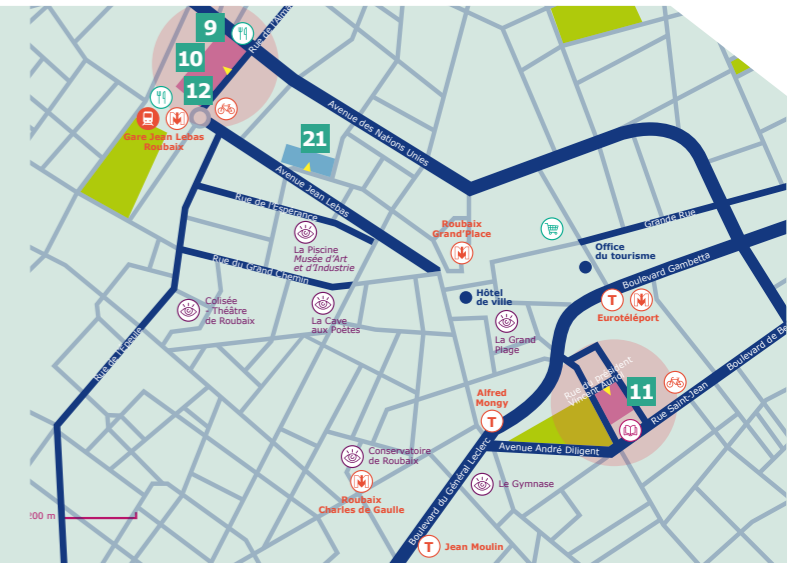 9
Rue de l'Alma
10
12
Gare Jean Lebas
Roubaix
21
Avenue des Nations Unies
Avenue Jean Lebas
Rue de l'Espérance
La Piscine
Musée d'Art
et d'Industrie
Rue du Grand Chemin
Colisée
- Théâtre
de Roubaix
La Cave
aux Poètes
Rue de l'Epeule
Roubaix
Grand'Place
Grande Rue
Office
du tourisme
Boulevard Gambetta
Hôtel
de ville
T
Eurotéléport
La Grand
Plage
Boulevard de Be
Rue du président
Vincent Auriol
11
Rue Saint-Jean
Alfred
Mongy
T
Avenue André Diligent
Conservatoire
de Roubaix
Roubaix
Charles de Gaulle
Boulevard du Général Leclerc
Le Gymnase
200 m
T
Jean Moulin